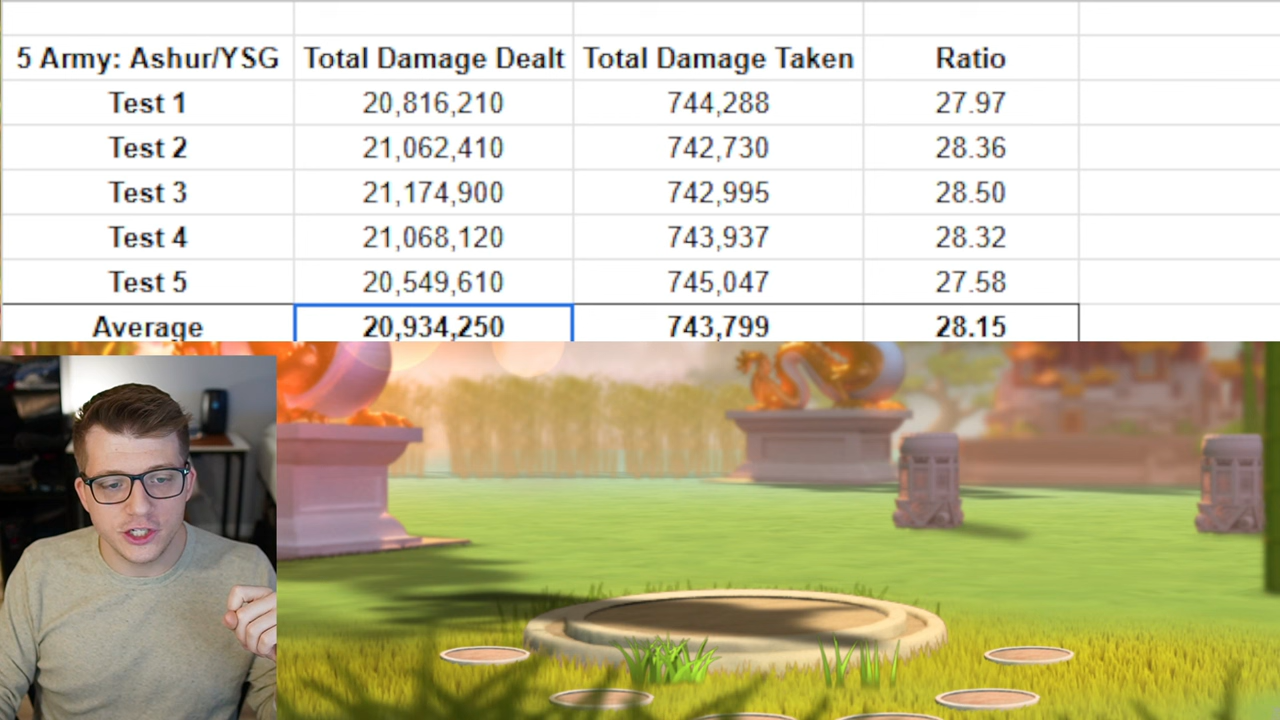 5 Army: Ashur/YSG Total Damage Dealt Total Damage Taken Ratio
Test 1 20,816,210 744,288 27.97
Test 2 21,062,410 742,730 28.36
Test 3 21,174,900 742,995 28.50
Test 4 21,068,120 743,937 28.32
Test 5 20,549,610 745,047 27.58
Average 20,934,250 743,799 28.15